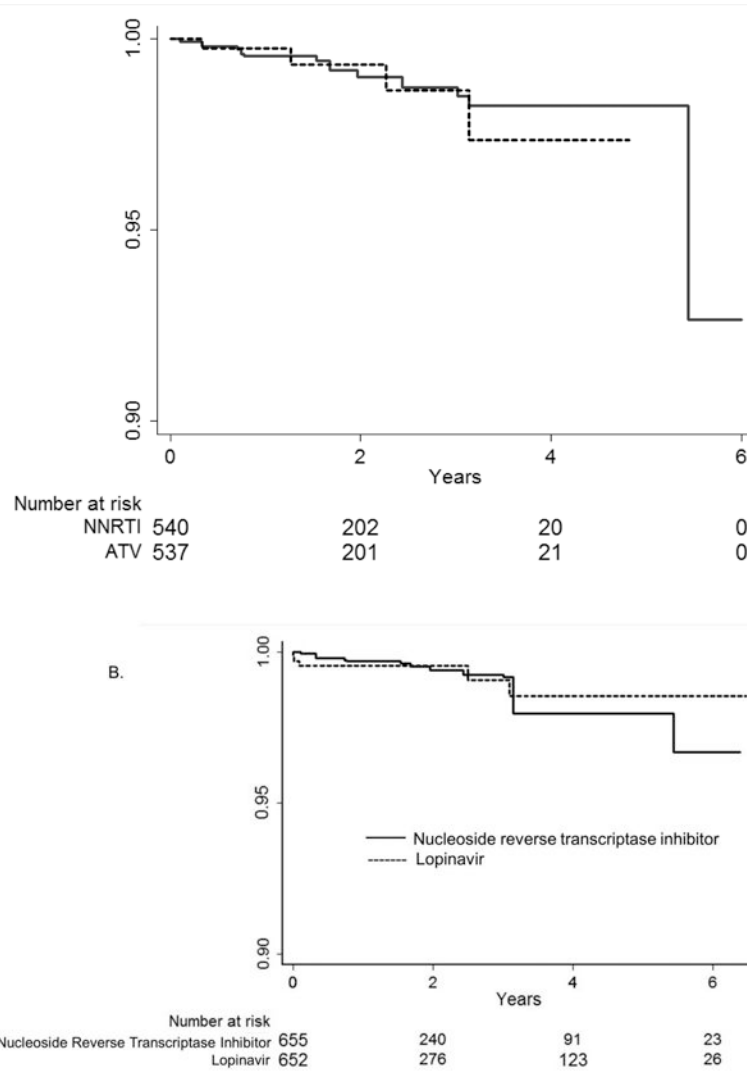 1.00
0.95
0.90
0 2 4 6
Years
Number at risk
NNRTI 540 202 20 0
ATV 537 201 21 0
B.
1.00
0.95
0.90
Nucleoside reverse transcriptase inhibitor
Lopinavir
0 2 4 6
Years
Number at risk
Nucleoside Reverse Transcriptase Inhibitor 655 240 91 23
Lopinavir 652 276 123 26